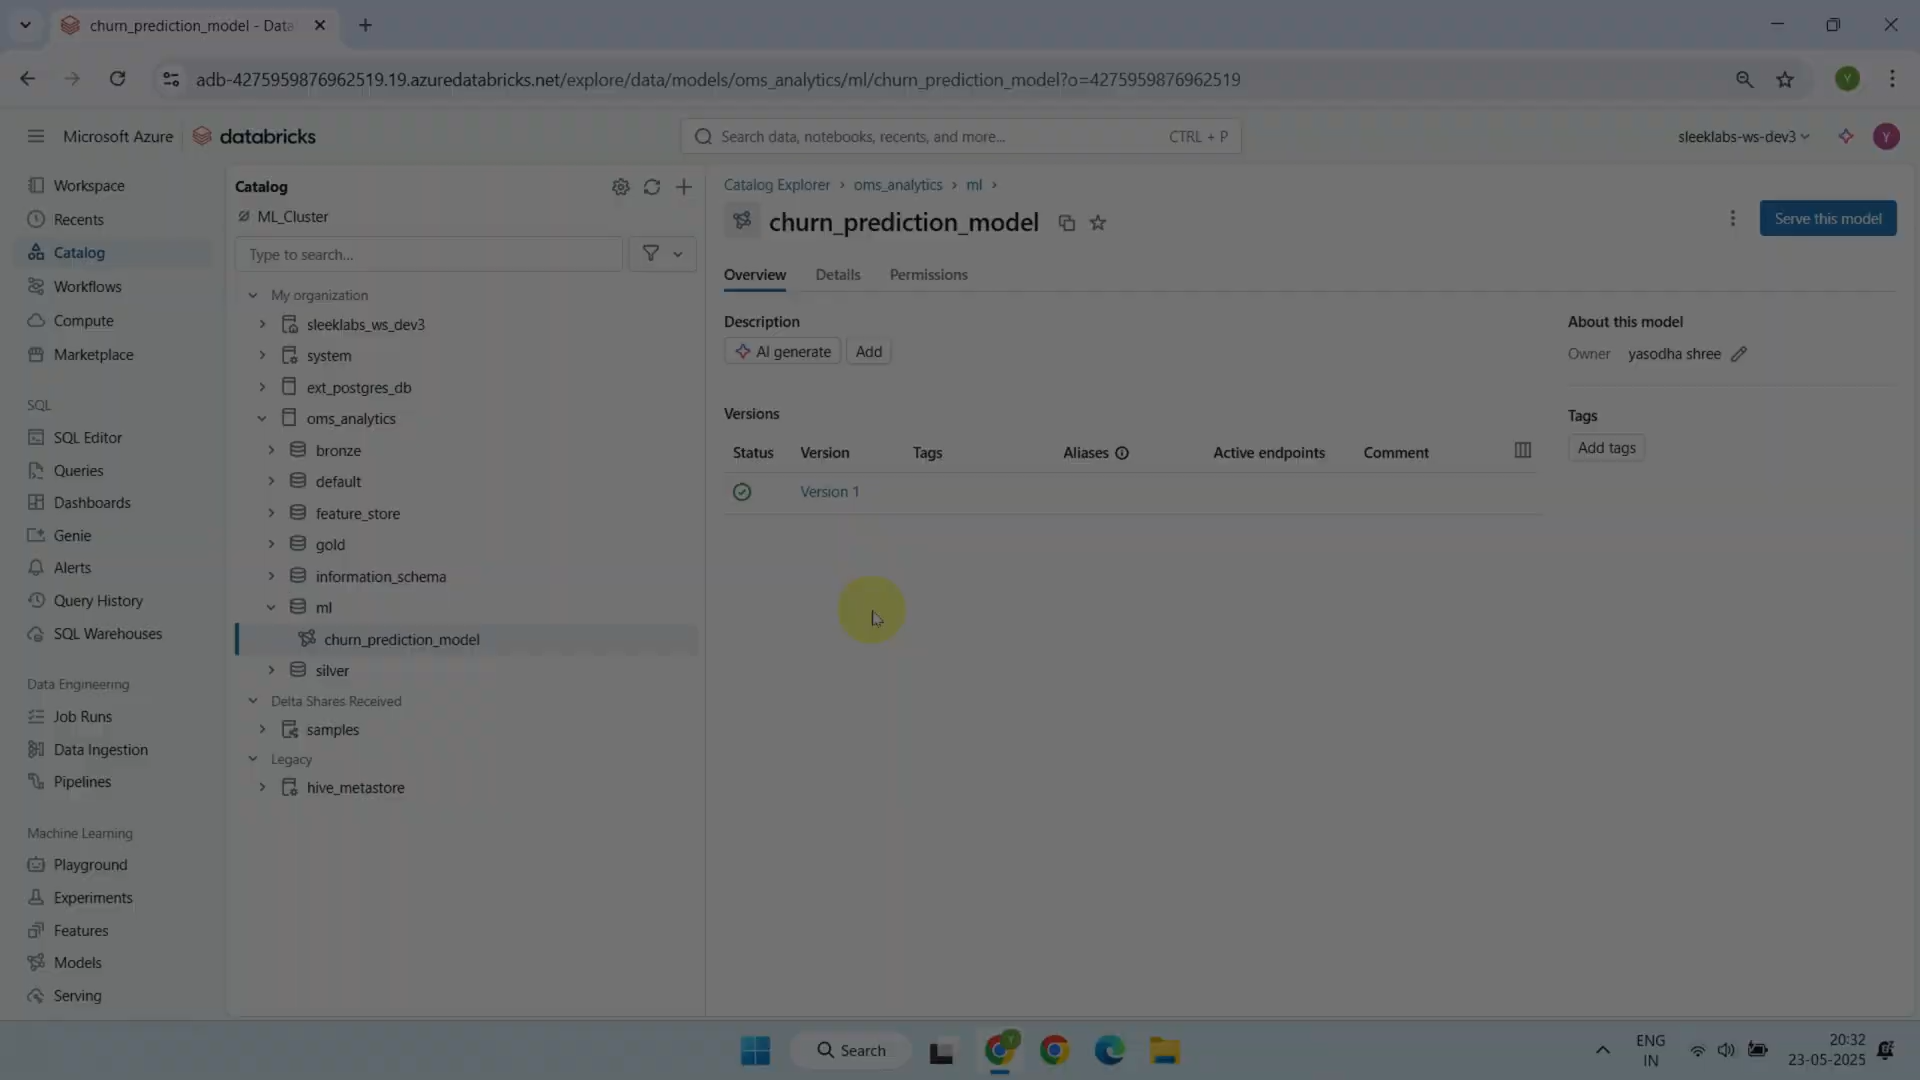 churn_prediction_model - Data
adb-4275959876962519.19.azuredatabricks.net/explore/data/models/oms_analytics/ml/churn_prediction_model?o=4275959876962519
Y
Microsoft Azure
databricks
Search data, notebooks, recents, and more...
CTRL + P
sleeklabs-ws-dev3
Y
Workspace
Recents
Catalog
Workflows
Compute
Marketplace
SQL
SQL Editor
Queries
Dashboards
Genie
Alerts
Query History
SQL Warehouses
Data Engineering
Job Runs
Data Ingestion
Pipelines
Machine Learning
Playground
Experiments
Features
Models
Serving
Catalog
ML_Cluster
Type to search...
My organization
sleeklabs_ws_dev3
system
ext_postgres_db
oms_analytics
bronze
default
feature_store
gold
information_schema
ml
churn_prediction_model
silver
Delta Shares Received
samples
Legacy
hive_metastore
Catalog Explorer › oms_analytics › ml ›
churn_prediction_model
Serve this model
Overview Details Permissions
Description
AI generate Add
Versions
Status Version Tags Aliases Active endpoints Comment
Version 1
About this model
Owner yasodha shree
Tags
Add tags
Search
Y
ENG
IN
20:32
23-05-2025